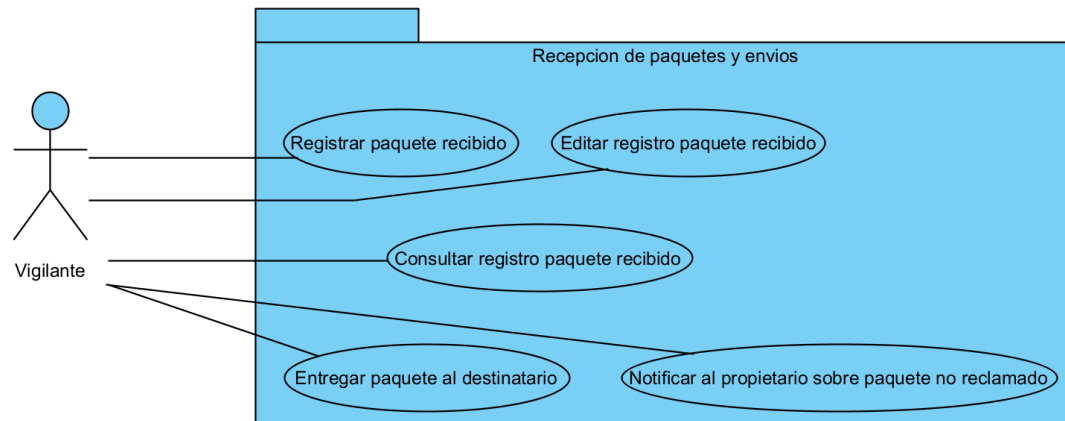 Recepcion de paquetes y envios
Registrar paquete recibido
Editar registro paquete recibido
Vigilante
Consultar registro paquete recibido
Entregar paquete al destinatario
Notificar al propietario sobre paquete no reclamado